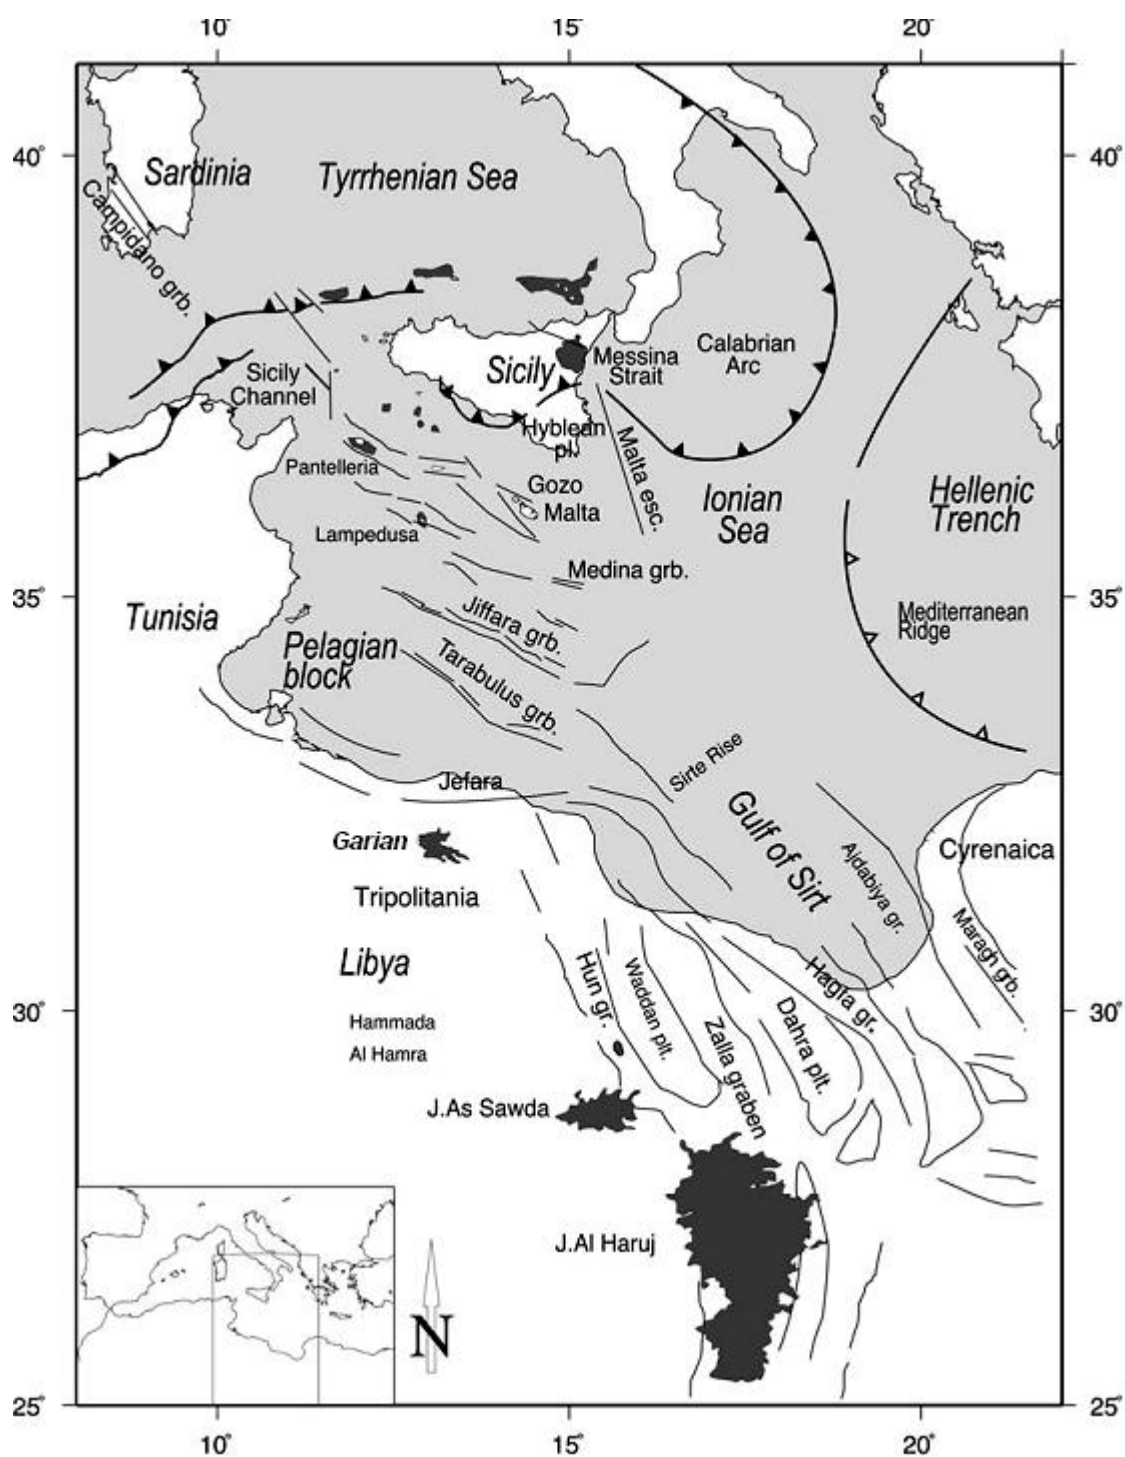 10°
15°
20°
40°
40°
Sardinia
Tyrrhenian Sea
Campidano grb.
Sicily
Channel
Sicily
Messina
Strait
Calabrian
Arc
Hyblean
pl.
Malta esc.
Pantelleria
Gozo
Malta
Ionian
Sea
Hellenic
Trench
Lampedusa
Medina grb.
35°
35°
Tunisia
Jiffara grb.
Mediterranean
Ridge
Pelagian
block
Tarabulus grb.
Sirte Rise
Jefara
Gulf of Sirt
Garian
Ajdabiya gr.
Cyrenaica
Tripolitania
Maragh grb.
Libya
Hun gr.
Waddan plt.
Hagfa gr.
30°
30°
Hammada
Al Hamra
Zalla graben
Dahra plt.
J.As Sawda
J.Al Haruj
N
25°
25°
10°
15°
20°